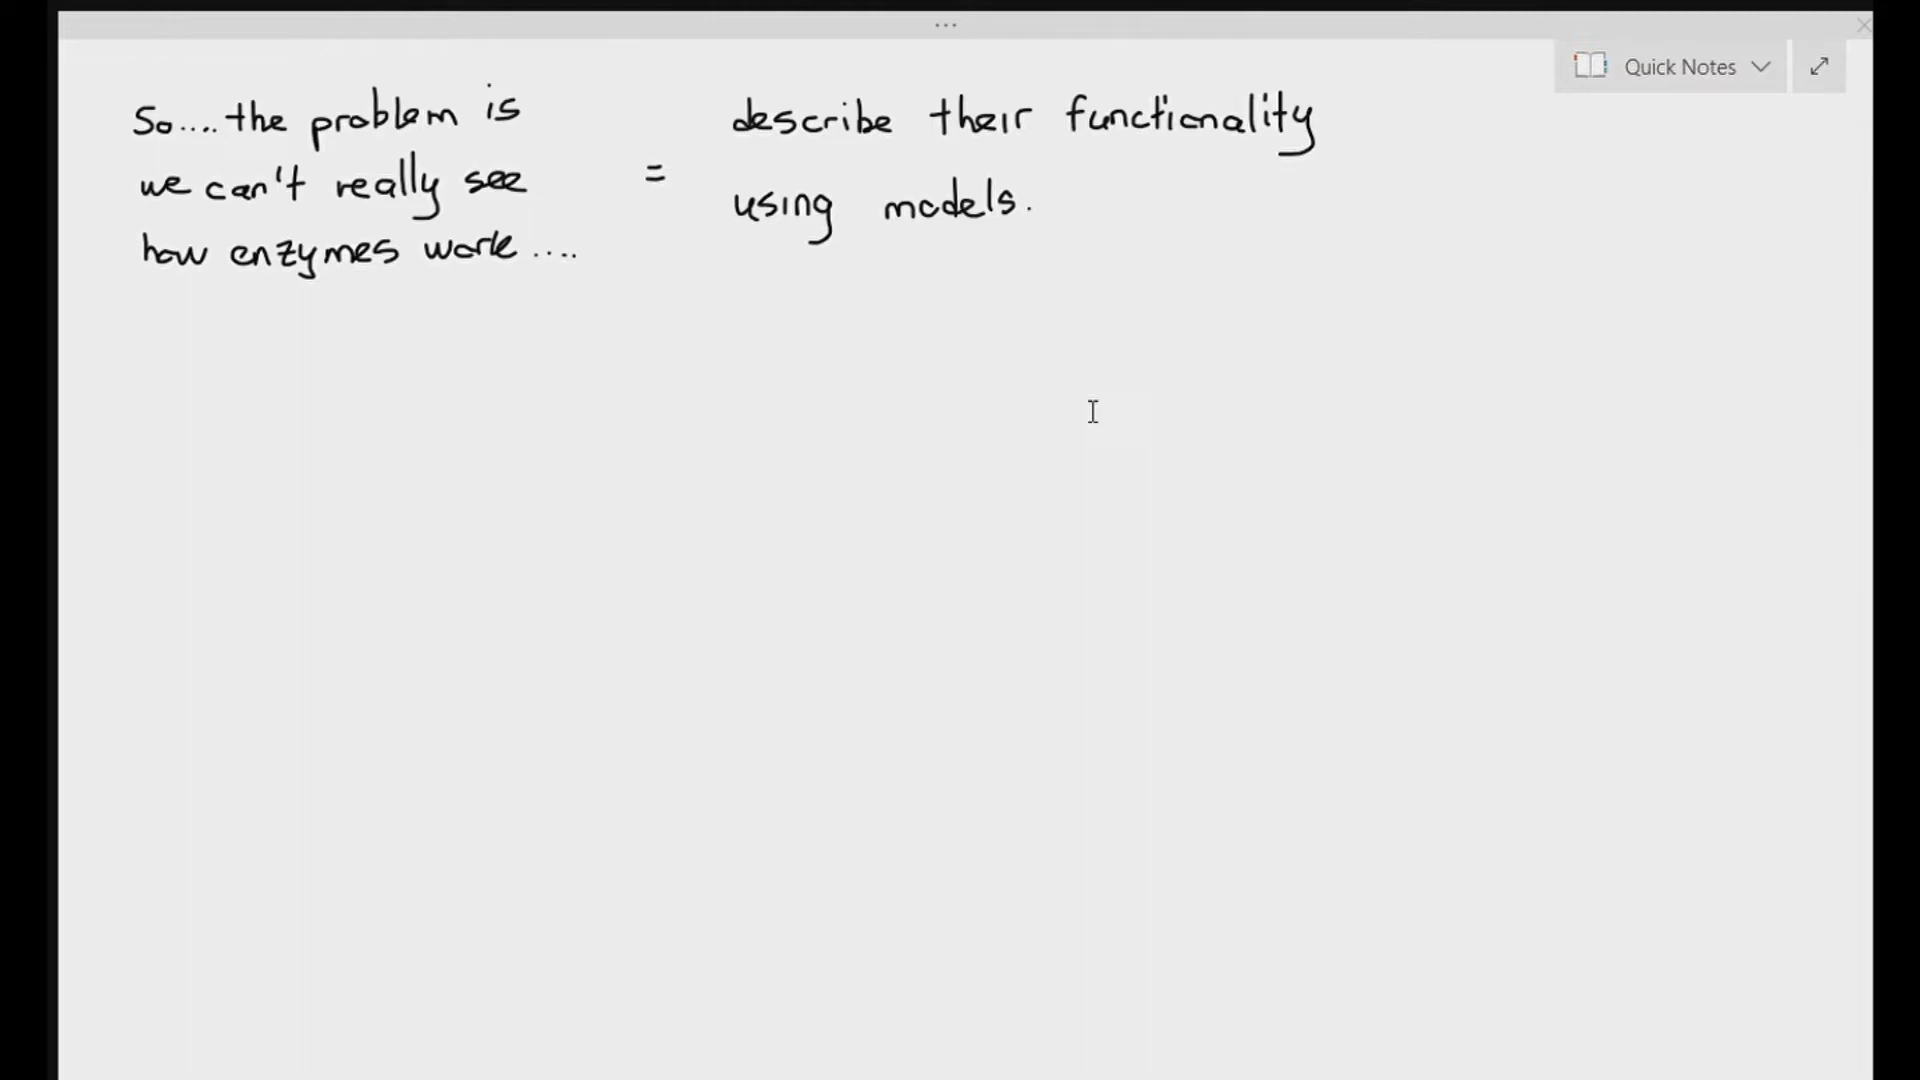 ...
Quick Notes
So....the problem is
we can't really see
how enzymes work ....
=
describe their functionality
using models.